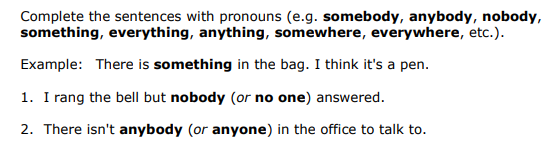 Complete the sentences with pronouns (e.g. somebody, anybody, nobody,
something, everything, anything, somewhere, everywhere, etc.).
Example: There is something in the bag. I think it's a pen.
1. I rang the bell but nobody (or no one) answered.
2. There isn't anybody (or anyone) in the office to talk to.